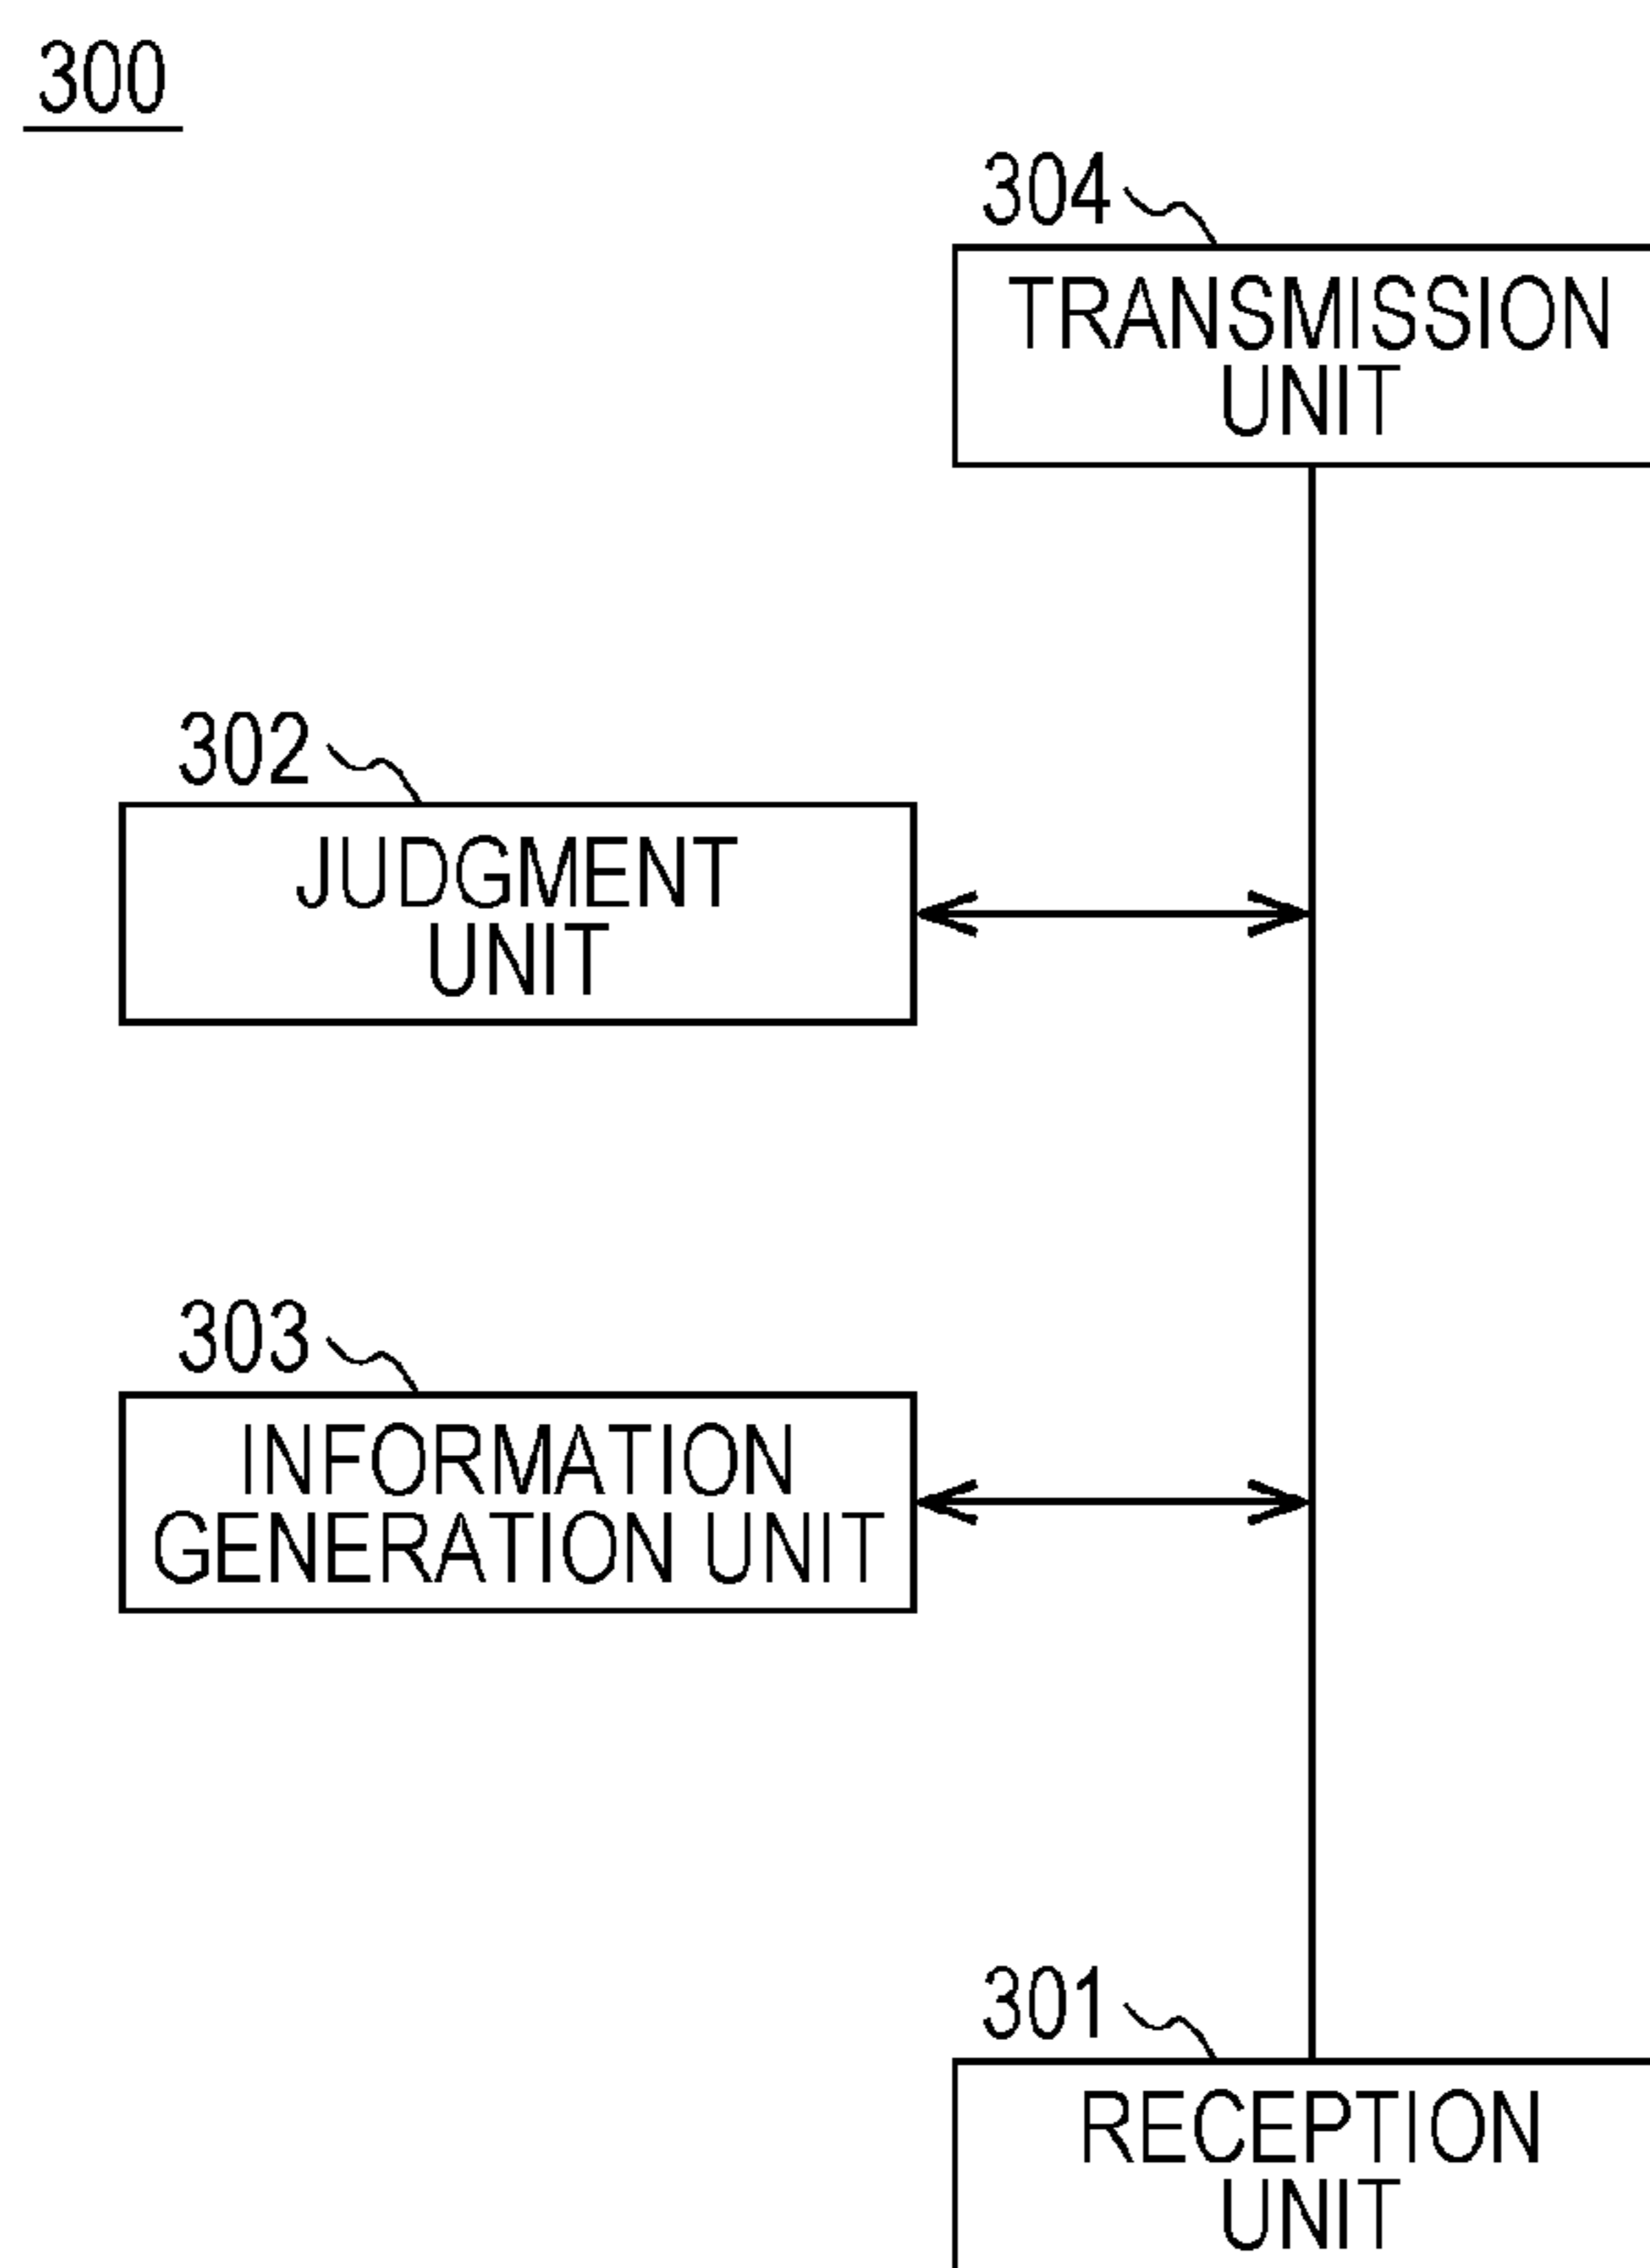 300
304
TRANSMISSION
UNIT
302
JUDGMENT
UNIT
303
INFORMATION
GENERATION UNIT
301
RECEPTION
UNIT